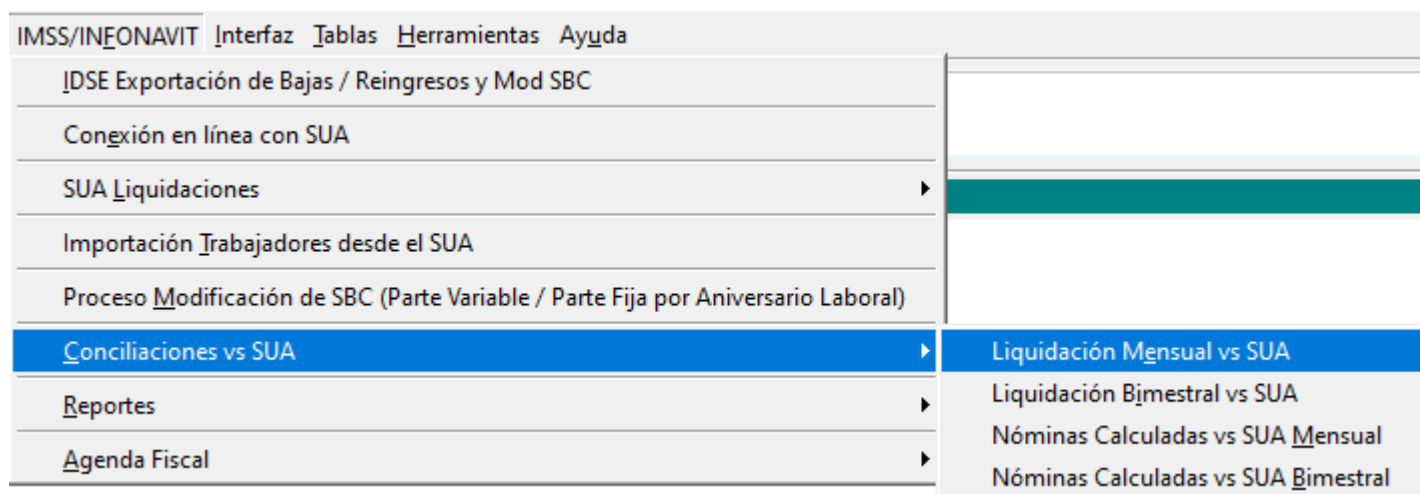 IMSS/INFONAVIT Interfaz Tablas Herramientas Ayuda
IDSE Exportación de Bajas / Reingresos y Mod SBC
Conexión en línea con SUA
SUA Liquidaciones
Importación Trabajadores desde el SUA
Proceso Modificación de SBC (Parte Variable / Parte Fija por Aniversario Laboral)
Conciliaciones vs SUA
Reportes
Agenda Fiscal
Liquidación Mensual vs SUA
Liquidación Bimestral vs SUA
Nóminas Calculadas vs SUA Mensual
Nóminas Calculadas vs SUA Bimestral